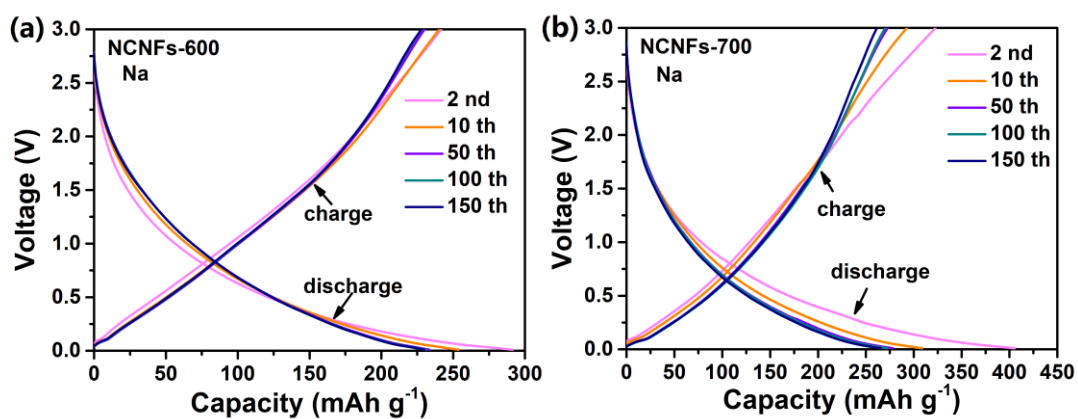 (a)
NCNFs-600
Na
2 nd
10 th
50 th
100 th
150 th
charge
discharge
Voltage (V)
3.0
2.5
2.0
1.5
1.0
0.5
0.0
0 50 100 150 200 250 300
Capacity (mAh g-1)
(b)
NCNFs-700
Na
2 nd
10 th
50 th
100 th
150 th
charge
discharge
Voltage (V)
3.0
2.5
2.0
1.5
1.0
0.5
0.0
0 50 100 150 200 250 300 350 400 450
Capacity (mAh g-1)